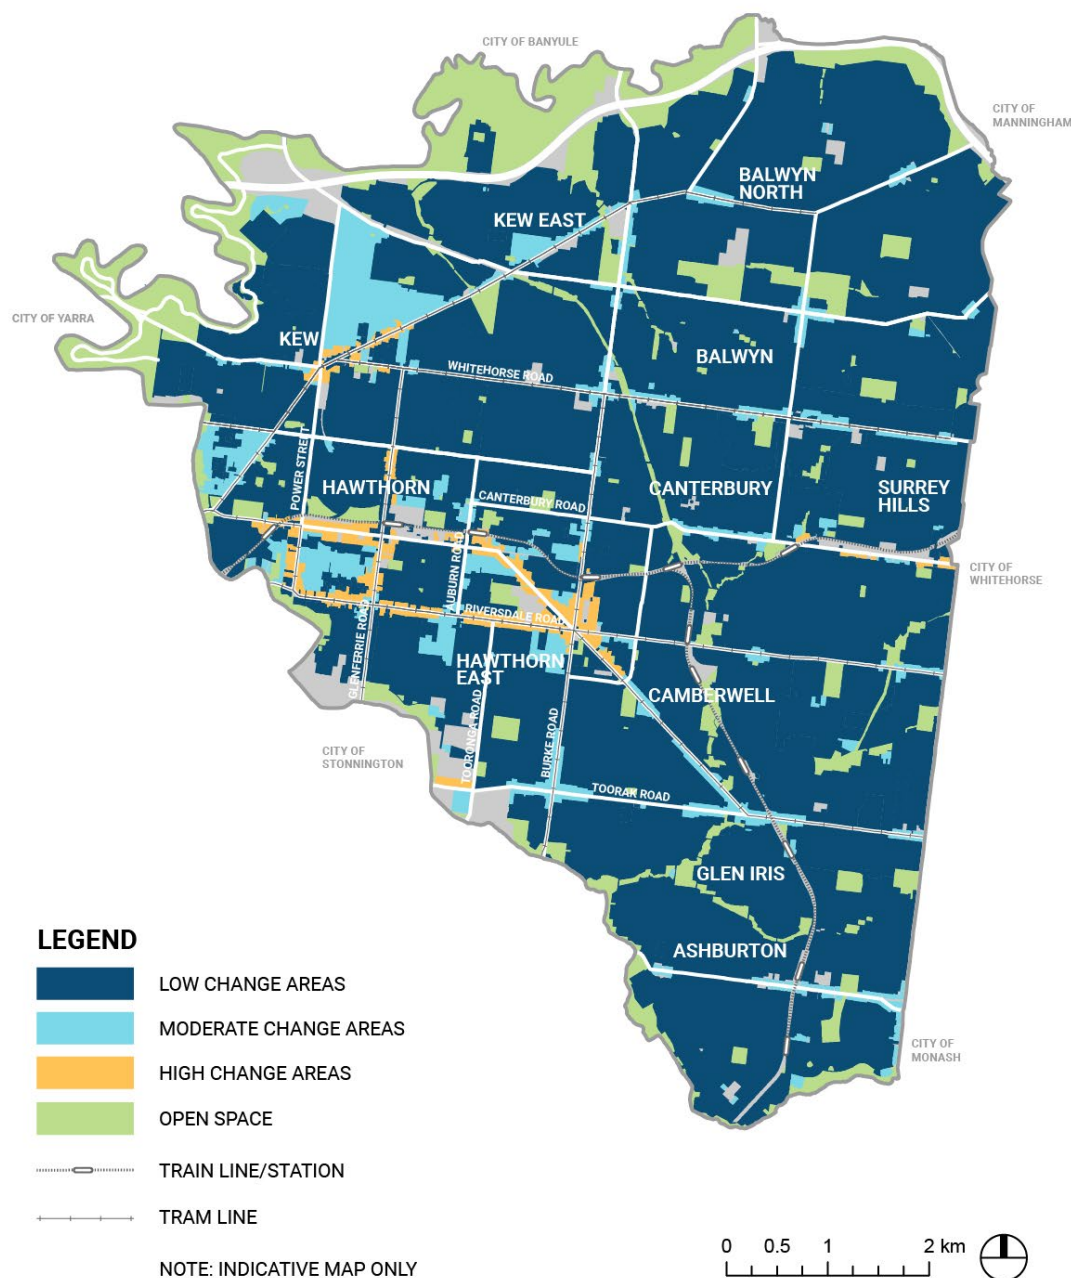 CITY OF BANYULE
CITY OF
MANNINGHAM
BALWYN
NORTH
KEW EAST
CITY OF YARRA
KEW
BALWYN
WHITEHORSE ROAD
POWER STREET
HAWTHORN
CANTERBURY ROAD
CANTERBURY
SURREY
HILLS
AUBURN ROAD
CITY OF
WHITEHORSE
RIVERSDALE ROAD
GLENFERRIE ROAD
HAWTHORN
EAST
CAMBERWELL
TOORONGA ROAD
BURKE ROAD
CITY OF
STONNINGTON
TOORAK ROAD
GLEN IRIS
ASHBURTON
CITY OF
MONASH
LEGEND
LOW CHANGE AREAS
MODERATE CHANGE AREAS
HIGH CHANGE AREAS
OPEN SPACE
TRAIN LINE/STATION
TRAM LINE
NOTE: INDICATIVE MAP ONLY
0 0.5 1 2 km